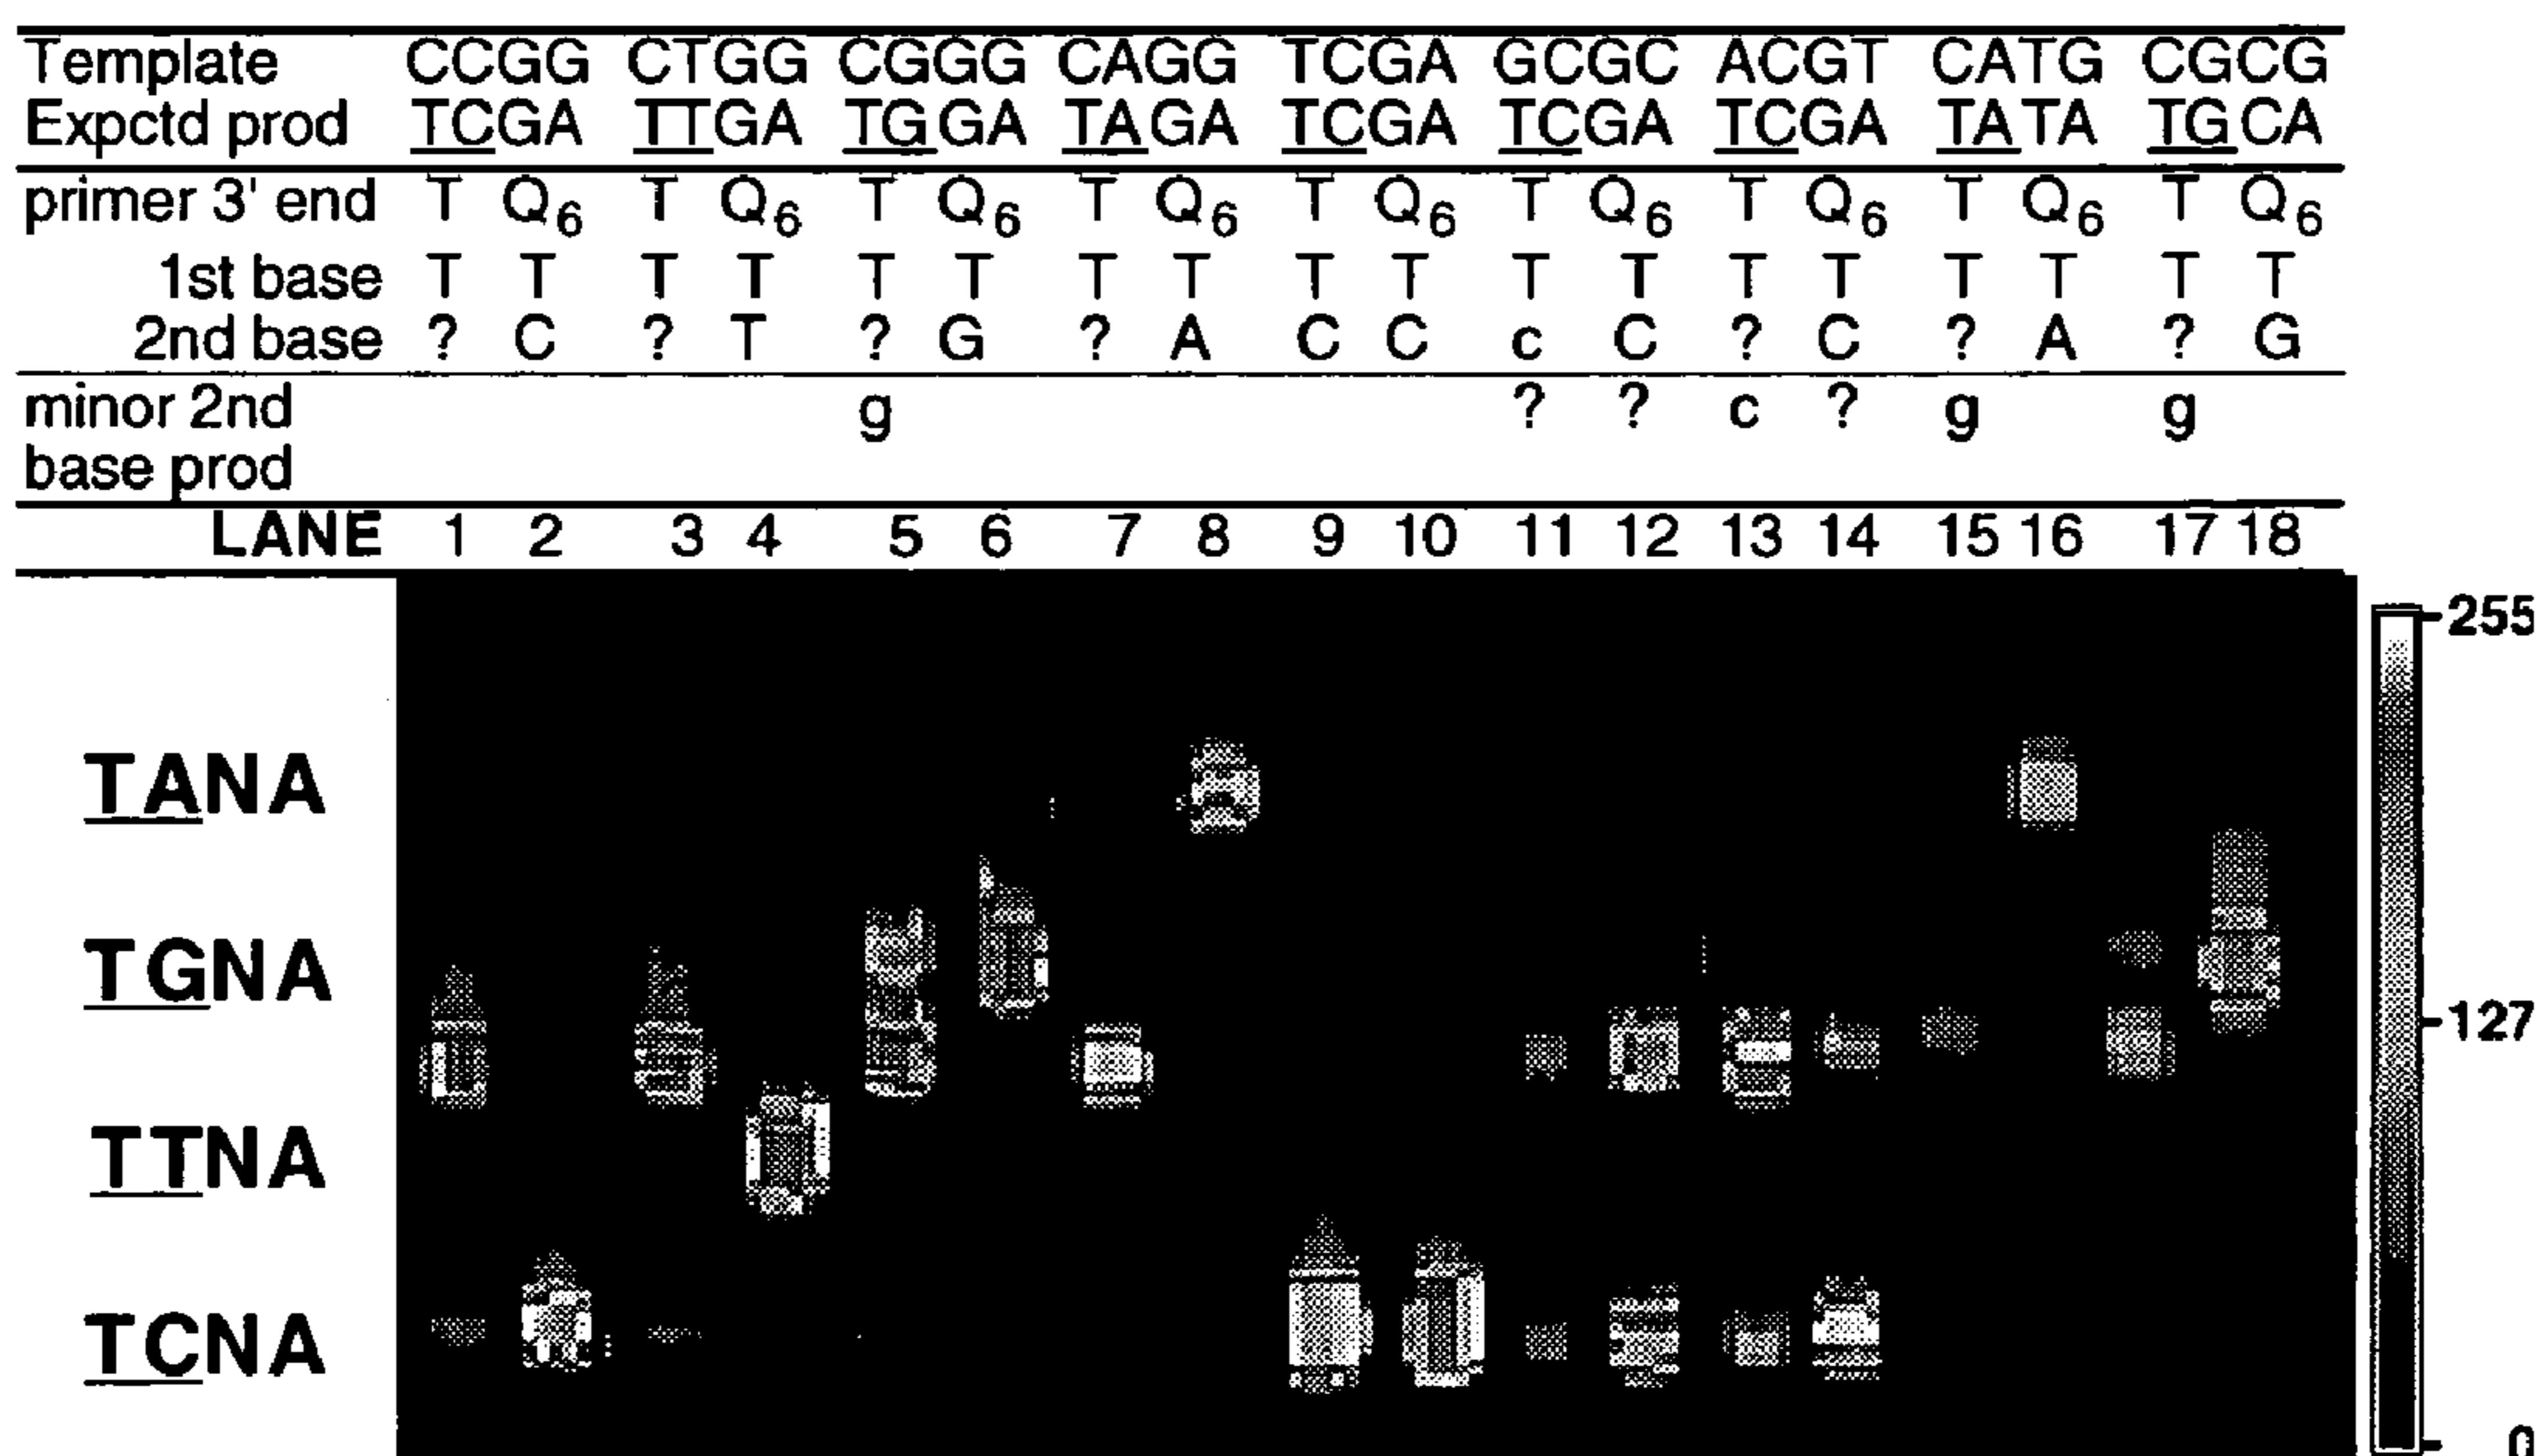 Template CCGG CTGG CGGG CAGG TCGA GCGC ACGT CATG CGCG
Expctd prod TCGA TTGA TGGA TAGA TCGA TCGA TCGA TATA TGCA
primer 3' end T Q6 T Q6 T Q6 T Q6 T Q6 T Q6 T Q6 T Q6 T Q6
1st base T T T T T T T T T T T T T T T T T T
2nd base ? C ? T ? G ? A C C c C ? C ? A ? G
minor 2nd g ? ? c ? g g
base prod
LANE 1 2 3 4 5 6 7 8 9 10 11 12 13 14 15 16 17 18
255
TANA
TGNA
127
TTNA
TCNA
0